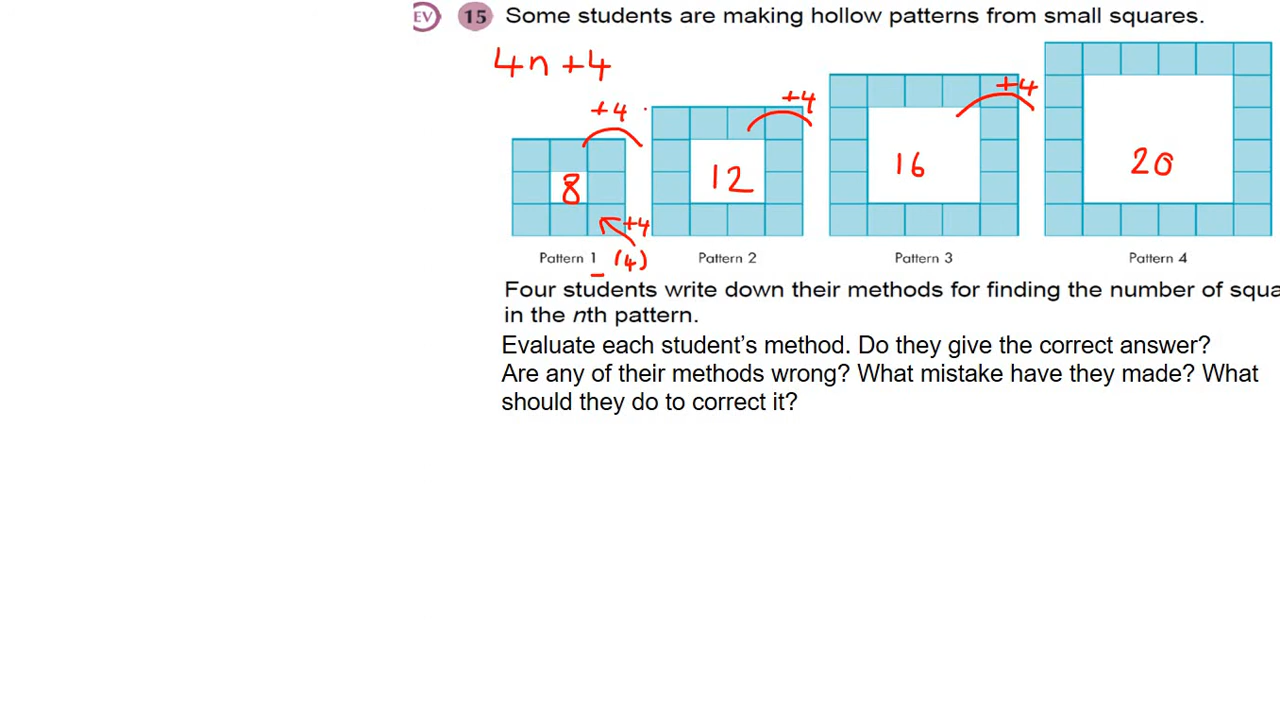 EV 15 Some students are making hollow patterns from small squares.
4n +4
+4 +4 +4
8 12 16 20
+4
Pattern 1 (4) Pattern 2 Pattern 3 Pattern 4
Four students write down their methods for finding the number of squa
in the nth pattern.
Evaluate each student's method. Do they give the correct answer?
Are any of their methods wrong? What mistake have they made? What
should they do to correct it?